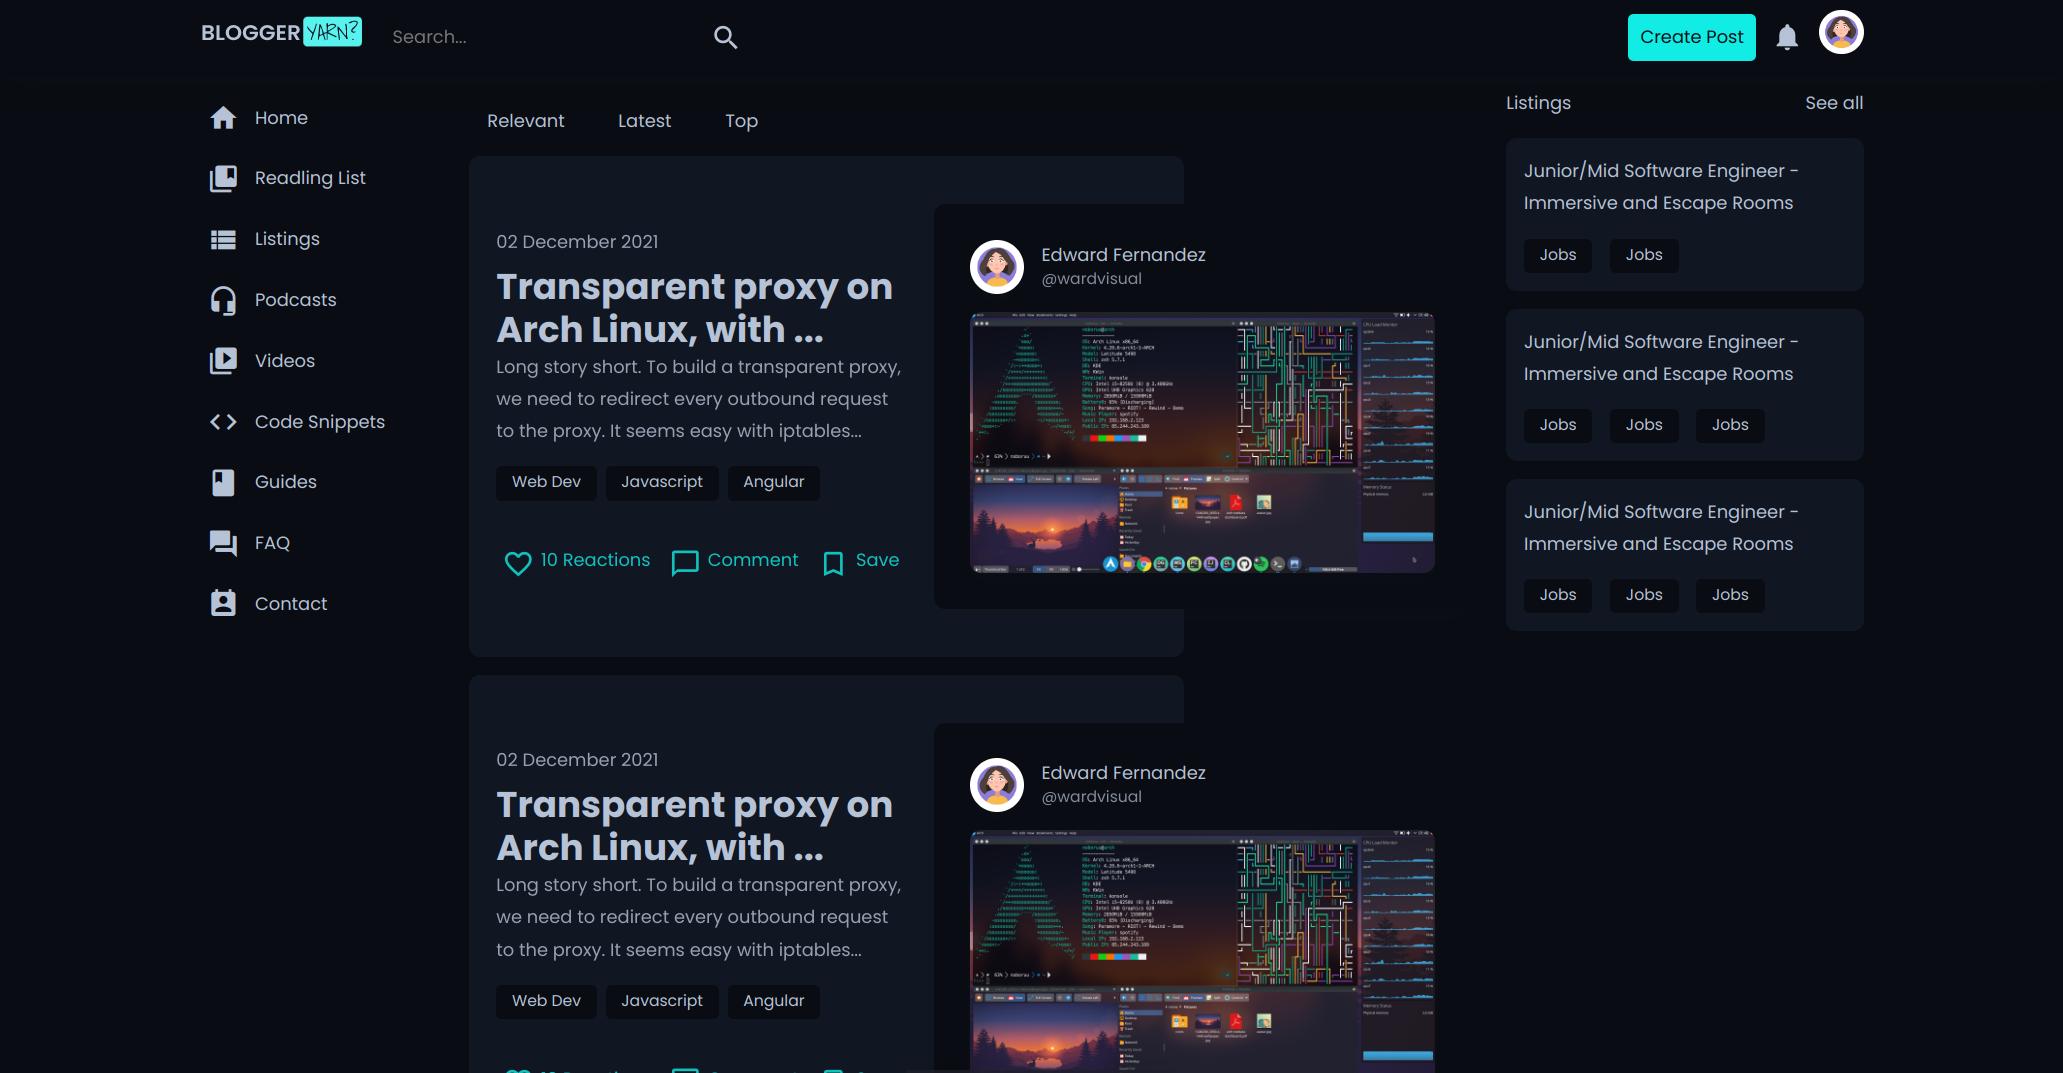 BLOGGER YARN?
Search...
Create Post
Home
Readling List
Listings
Podcasts
Videos
Code Snippets
Guides
FAQ
Contact
Relevant
Latest
Top
02 December 2021
Transparent proxy on
Arch Linux, with ...
Long story short. To build a transparent proxy,
we need to redirect every outbound request
to the proxy. It seems easy with iptables...
Web Dev
Javascript
Angular
10 Reactions
Comment
Save
Edward Fernandez
@wardvisual
02 December 2021
Transparent proxy on
Arch Linux, with ...
Long story short. To build a transparent proxy,
we need to redirect every outbound request
to the proxy. It seems easy with iptables...
Web Dev
Javascript
Angular
Edward Fernandez
@wardvisual
Listings
See all
Junior/Mid Software Engineer -
Immersive and Escape Rooms
Jobs
Jobs
Junior/Mid Software Engineer -
Immersive and Escape Rooms
Jobs
Jobs
Jobs
Junior/Mid Software Engineer -
Immersive and Escape Rooms
Jobs
Jobs
Jobs